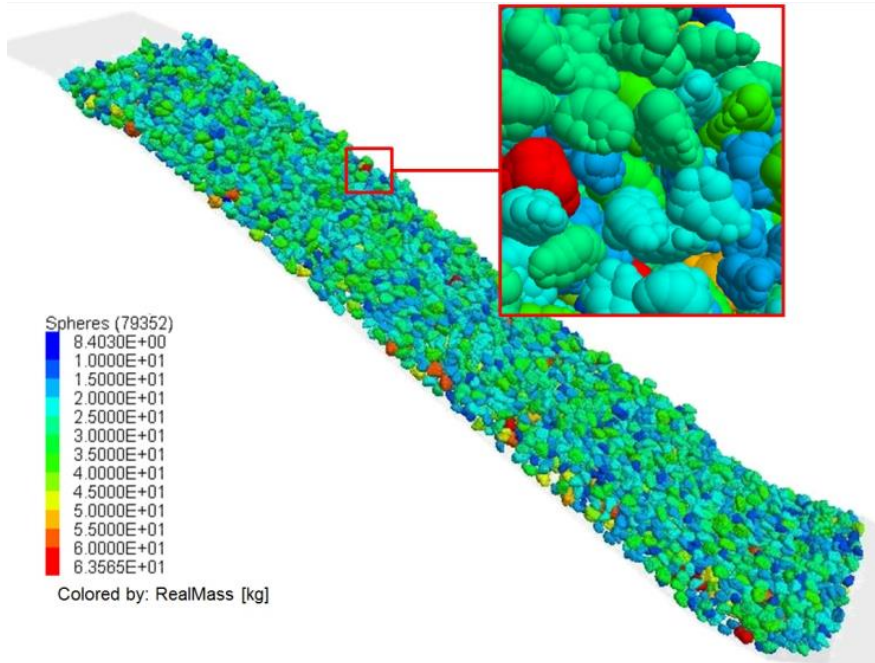 Spheres (79352)
8.4030E+00
1.0000E+01
1.5000E+01
2.0000E+01
2.5000E+01
3.0000E+01
3.5000E+01
4.0000E+01
4.5000E+01
5.0000E+01
5.5000E+01
6.0000E+01
6.3565E+01
Colored by: RealMass [kg]